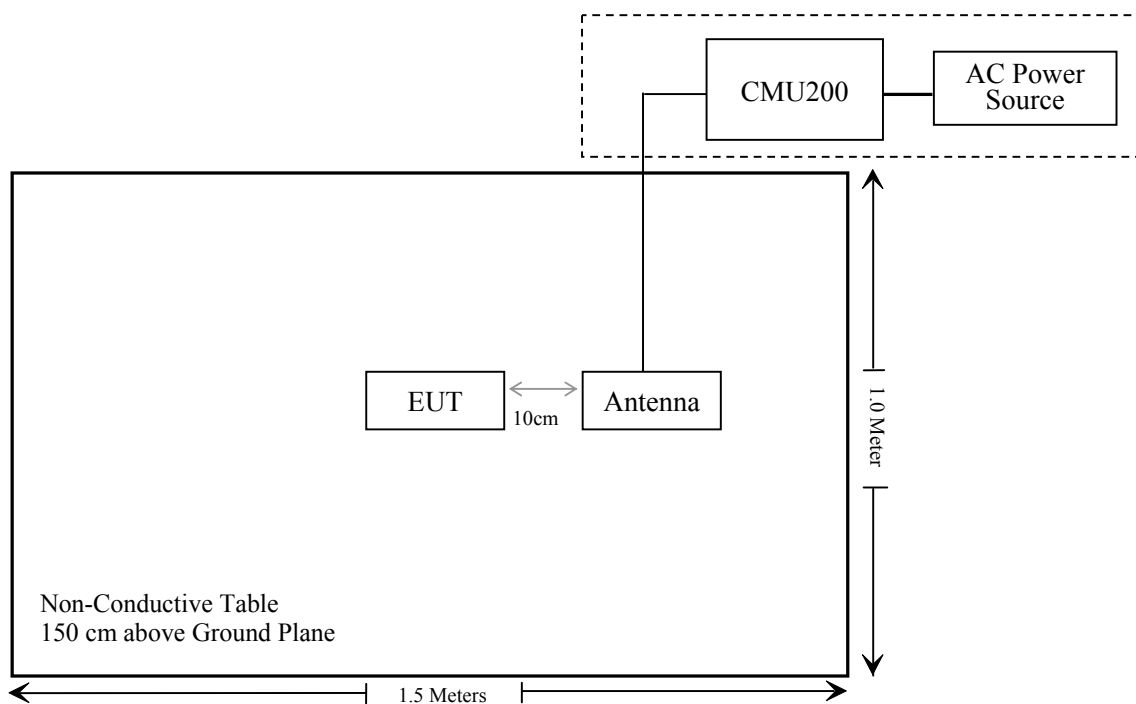 CMU200
AC Power
Source
EUT
10cm
Antenna
1.0 Meter
Non-Conductive Table
150 cm above Ground Plane
1.5 Meters